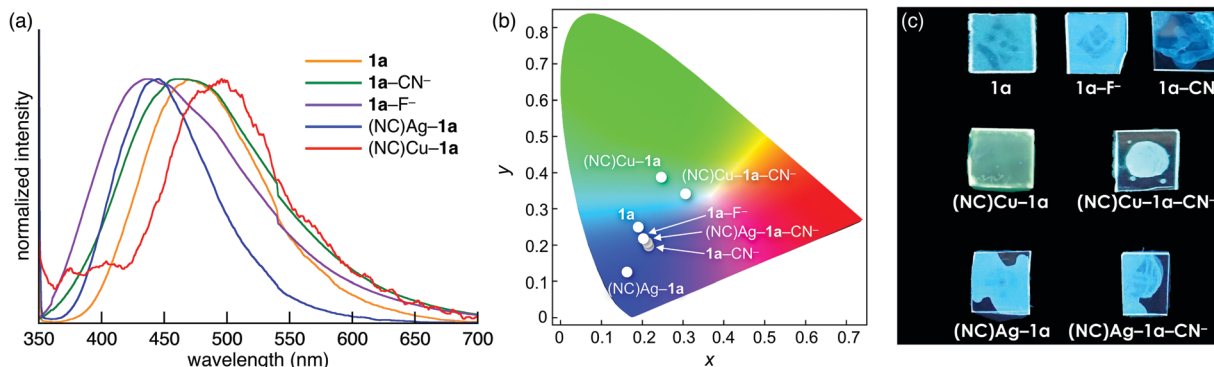 (a)
1a
1a–CN⁻
1a–F⁻
(NC)Ag–1a
(NC)Cu–1a
normalized intensity
350 400 450 500 550 600 650 700
wavelength (nm)
(b)
0.8
0.7
0.6
0.5
0.4
0.3
0.2
0.1
0
y
(NC)Cu–1a
(NC)Cu–1a–CN⁻
1a
1a–F⁻
(NC)Ag–1a–CN⁻
1a–CN⁻
(NC)Ag–1a
0 0.1 0.2 0.3 0.4 0.5 0.6 0.7
x
(c)
1a 1a–F⁻ 1a–CN
(NC)Cu–1a (NC)Cu–1a–CN⁻
(NC)Ag–1a (NC)Ag–1a–CN⁻